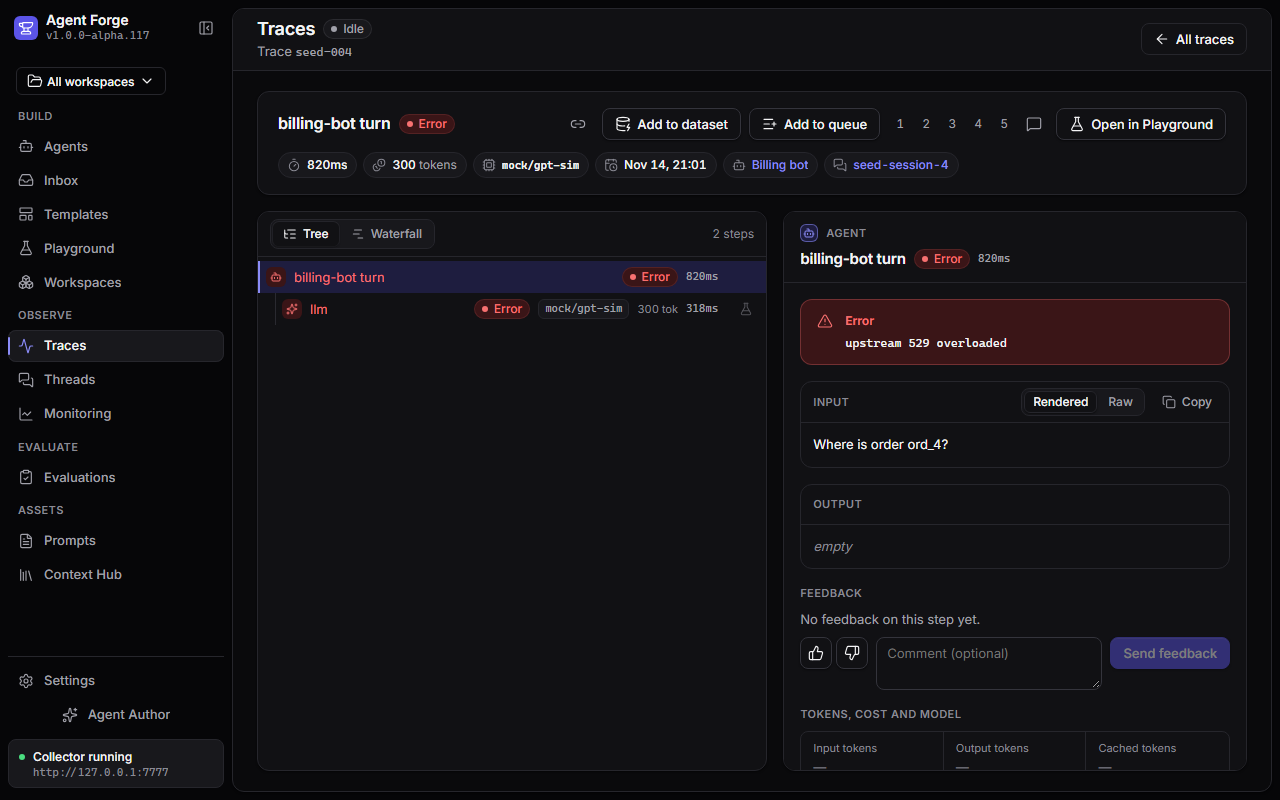 Agent Forge
v1.0.0-alpha.117
All workspaces
BUILD
Agents
Inbox
Templates
Playground
Workspaces
OBSERVE
Traces
Threads
Monitoring
EVALUATE
Evaluations
ASSETS
Prompts
Context Hub
Settings
Agent Author
Collector running
http://127.0.0.1:7777
Traces Idle
Trace seed-004
All traces
billing-bot turn Error
Add to dataset Add to queue 1 2 3 4 5 Open in Playground
820ms 300 tokens mock/gpt-sim Nov 14, 21:01 Billing bot seed-session-4
Tree Waterfall 2 steps
billing-bot turn Error 820ms
llm Error mock/gpt-sim 300 tok 318ms
AGENT
billing-bot turn Error 820ms
Error
upstream 529 overloaded
INPUT Rendered Raw Copy
Where is order ord_4?
OUTPUT
empty
FEEDBACK
No feedback on this step yet.
Comment (optional) Send feedback
TOKENS, COST AND MODEL
Input tokens Output tokens Cached tokens
— — —